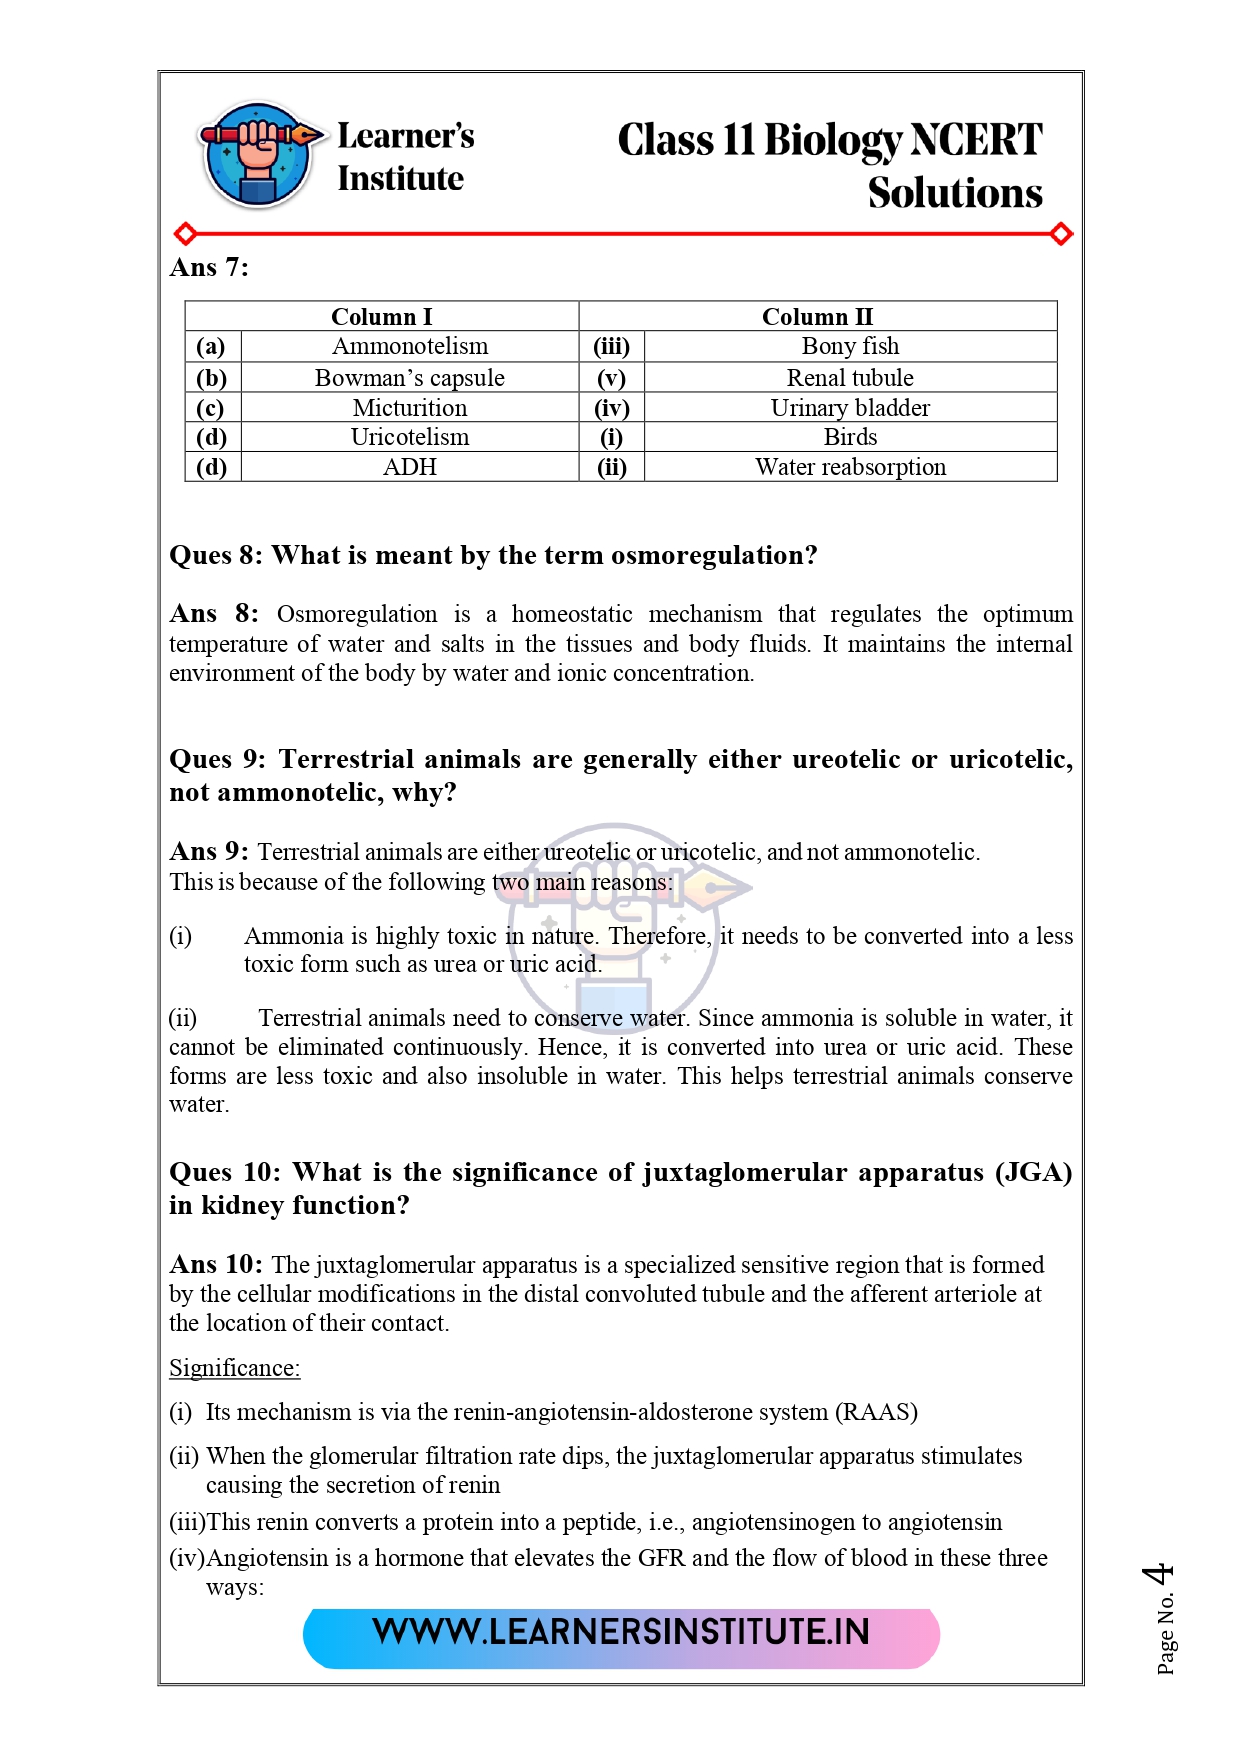 Learner's
Institute
Class 11 Biology NCERT
Solutions
Ans 7:
Column I Column II
(a) Ammonotelism (iii) Bony fish
(b) Bowman's capsule (v) Renal tubule
(c) Micturition (iv) Urinary bladder
(d) Uricotelism (i) Birds
(d) ADH (ii) Water reabsorption
Ques 8: What is meant by the term osmoregulation?
Ans 8: Osmoregulation is a homeostatic mechanism that regulates the optimum
temperature of water and salts in the tissues and body fluids. It maintains the internal
environment of the body by water and ionic concentration.
Ques 9: Terrestrial animals are generally either ureotelic or uricotelic,
not ammonotelic, why?
Ans 9: Terrestrial animals are either ureotelic or uricotelic, and not ammonotelic.
This is because of the following two main reasons:
(i) Ammonia is highly toxic in nature. Therefore, it needs to be converted into a less
toxic form such as urea or uric acid.
(ii) Terrestrial animals need to conserve water. Since ammonia is soluble in water, it
cannot be eliminated continuously. Hence, it is converted into urea or uric acid. These
forms are less toxic and also insoluble in water. This helps terrestrial animals conserve
water.
Ques 10: What is the significance of juxtaglomerular apparatus (JGA)
in kidney function?
Ans 10: The juxtaglomerular apparatus is a specialized sensitive region that is formed
by the cellular modifications in the distal convoluted tubule and the afferent arteriole at
the location of their contact.
Significance:
(i) Its mechanism is via the renin-angiotensin-aldosterone system (RAAS)
(ii) When the glomerular filtration rate dips, the juxtaglomerular apparatus stimulates
causing the secretion of renin
(iii)This renin converts a protein into a peptide, i.e., angiotensinogen to angiotensin
(iv)Angiotensin is a hormone that elevates the GFR and the flow of blood in these three
ways:
WWW.LEARNERSINSTITUTE.IN
Page No. 4